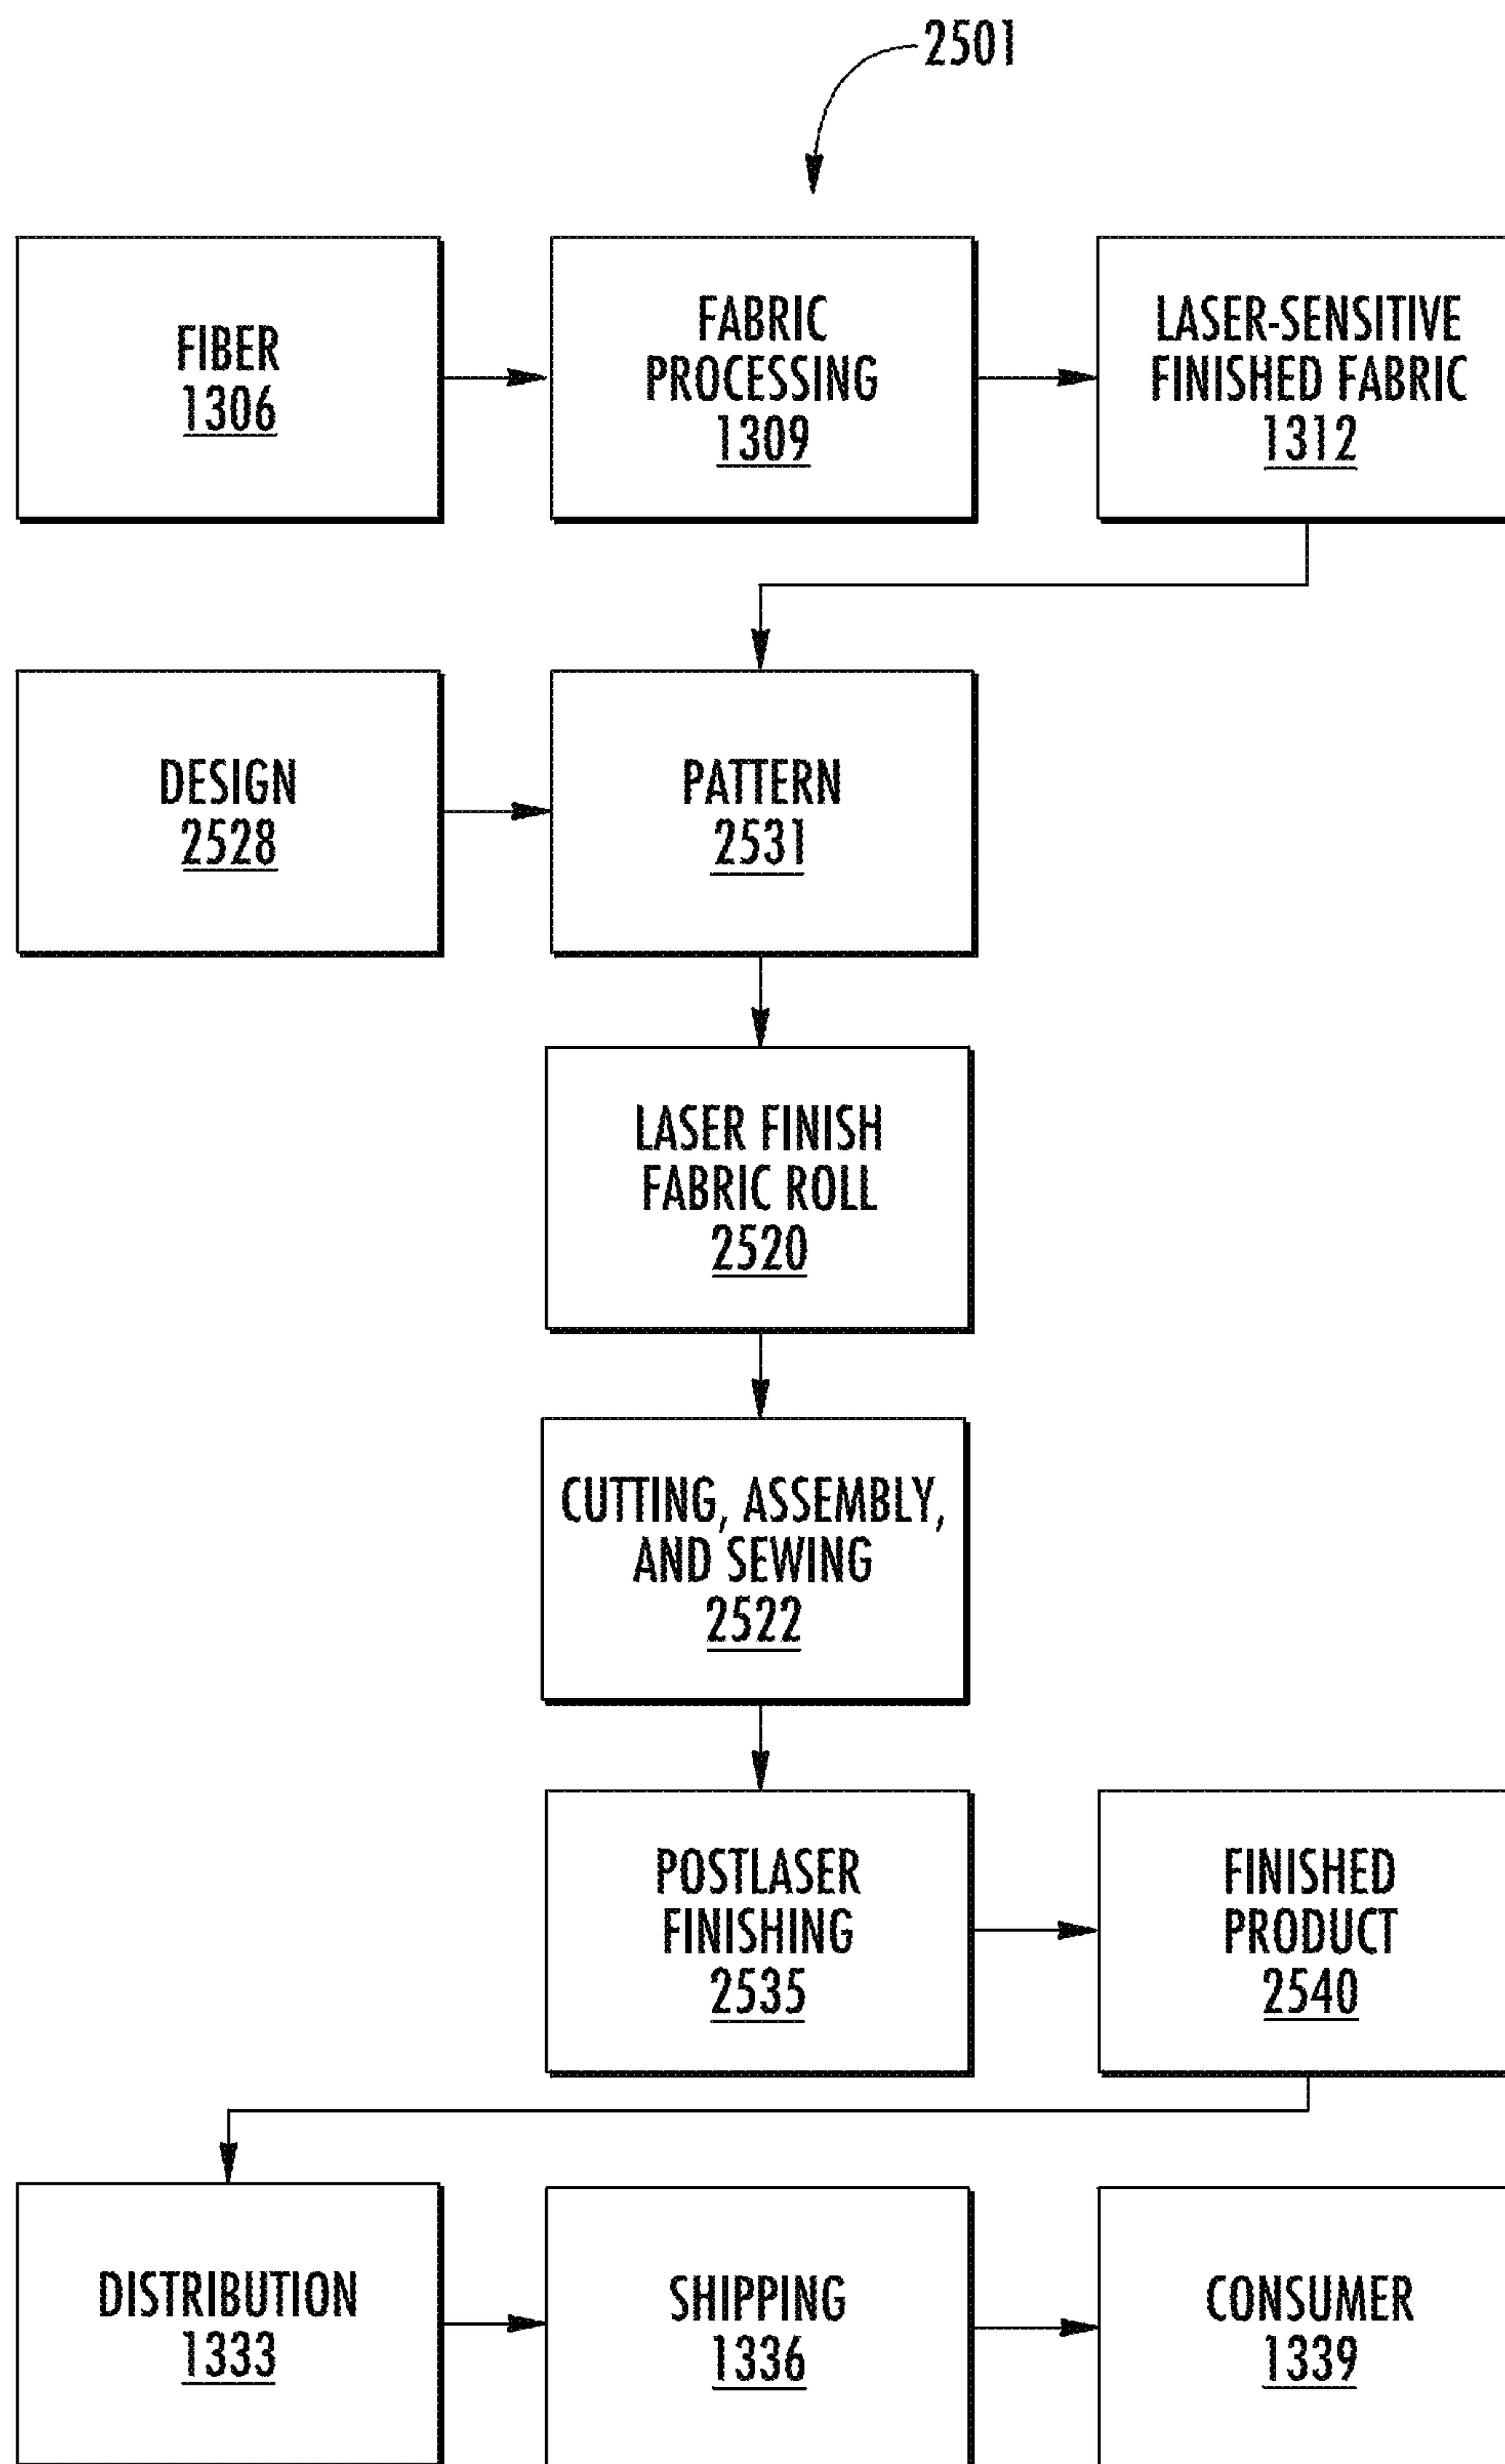 2501
FIBER
1306
FABRIC
PROCESSING
1309
LASER-SENSITIVE
FINISHED FABRIC
1312
DESIGN
2528
PATTERN
2531
LASER FINISH
FABRIC ROLL
2520
CUTTING, ASSEMBLY,
AND SEWING
2522
POSTLASER
FINISHING
2535
FINISHED
PRODUCT
2540
DISTRIBUTION
1333
SHIPPING
1336
CONSUMER
1339